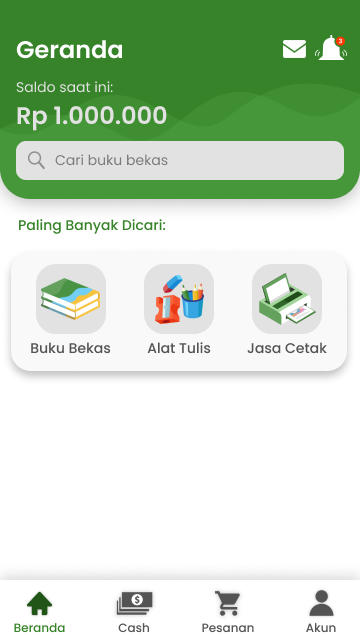 Geranda
3
Saldo saat ini:
Rp 1.000.000
Cari buku bekas
Paling Banyak Dicari:
Buku Bekas Alat Tulis Jasa Cetak
$
Beranda Cash Pesanan Akun